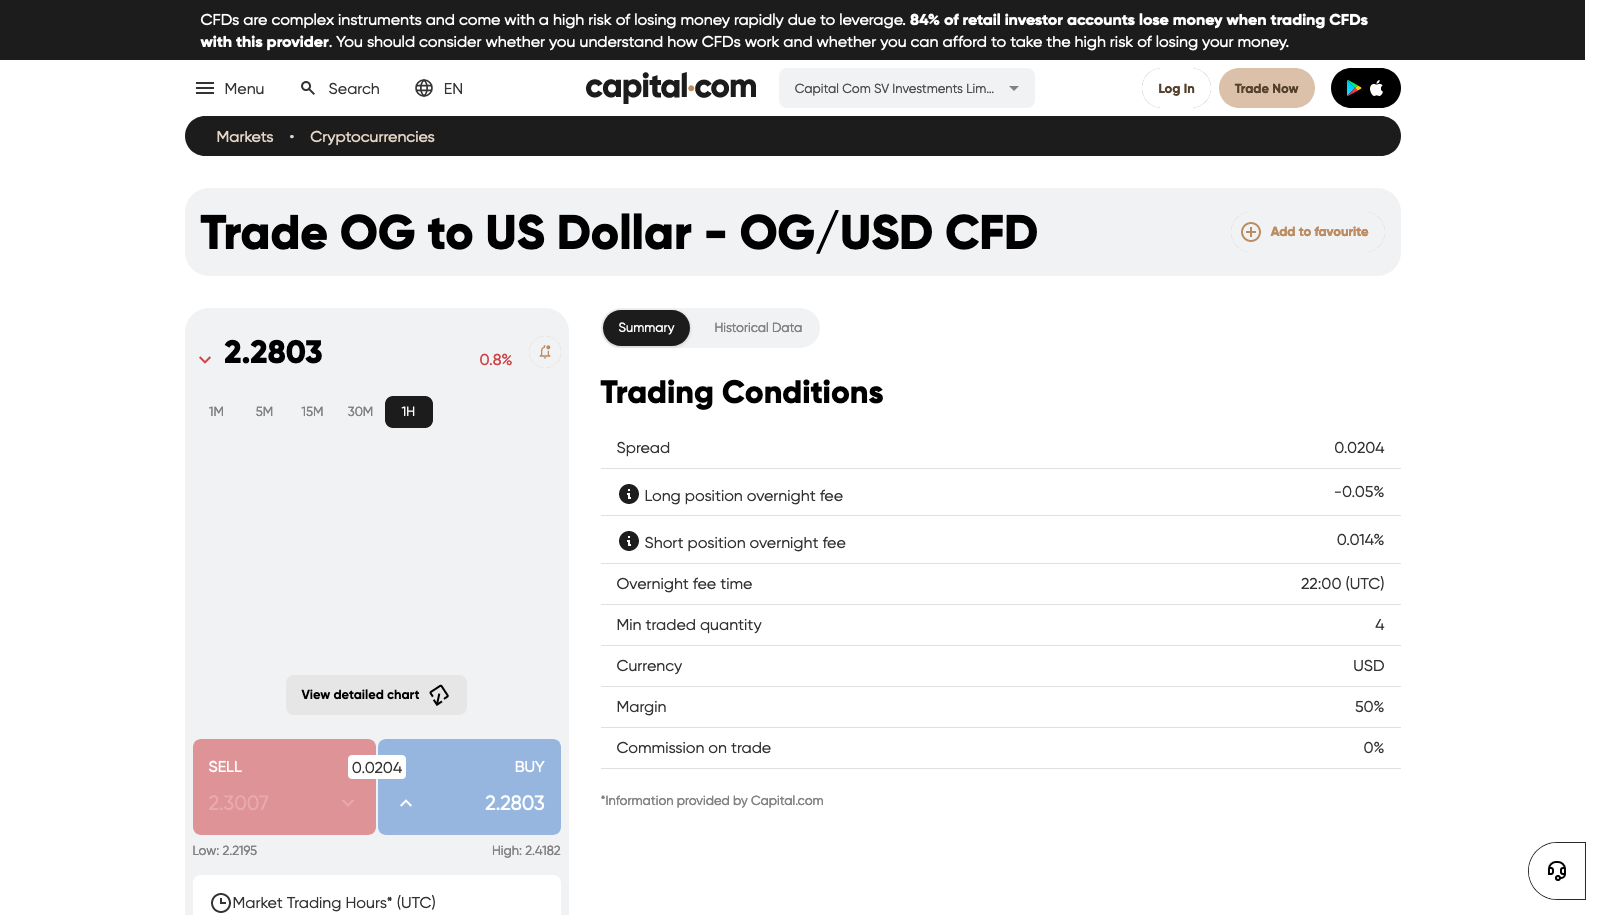 CFDs are complex instruments and come with a high risk of losing money rapidly due to leverage. 84% of retail investor accounts lose money when trading CFDs
with this provider. You should consider whether you understand how CFDs work and whether you can afford to take the high risk of losing your money.
Menu Search EN capital.com Capital Com SV Investments Lim... Log In Trade Now
Markets • Cryptocurrencies
Trade OG to US Dollar - OG/USD CFD
Add to favourite
2.2803 0.8%
1M 5M 15M 30M 1H
View detailed chart
SELL 0.0204 BUY
2.3007 2.2803
Low: 2.2195 High: 2.4182
Market Trading Hours* (UTC)
Summary Historical Data
Trading Conditions
Spread 0.0204
Long position overnight fee -0.05%
Short position overnight fee 0.014%
Overnight fee time 22:00 (UTC)
Min traded quantity 4
Currency USD
Margin 50%
Commission on trade 0%
*Information provided by Capital.com